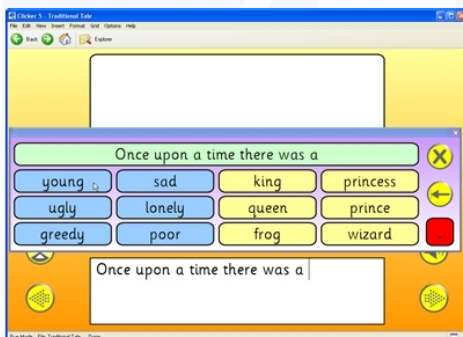 Clicker 5 - Traditional Tale
File Edit View Insert Format Grid Options Help
Back Explorer
Once upon a time there was a
young sad king princess
ugly lonely queen prince
greedy poor frog wizard
.
Once upon a time there was a